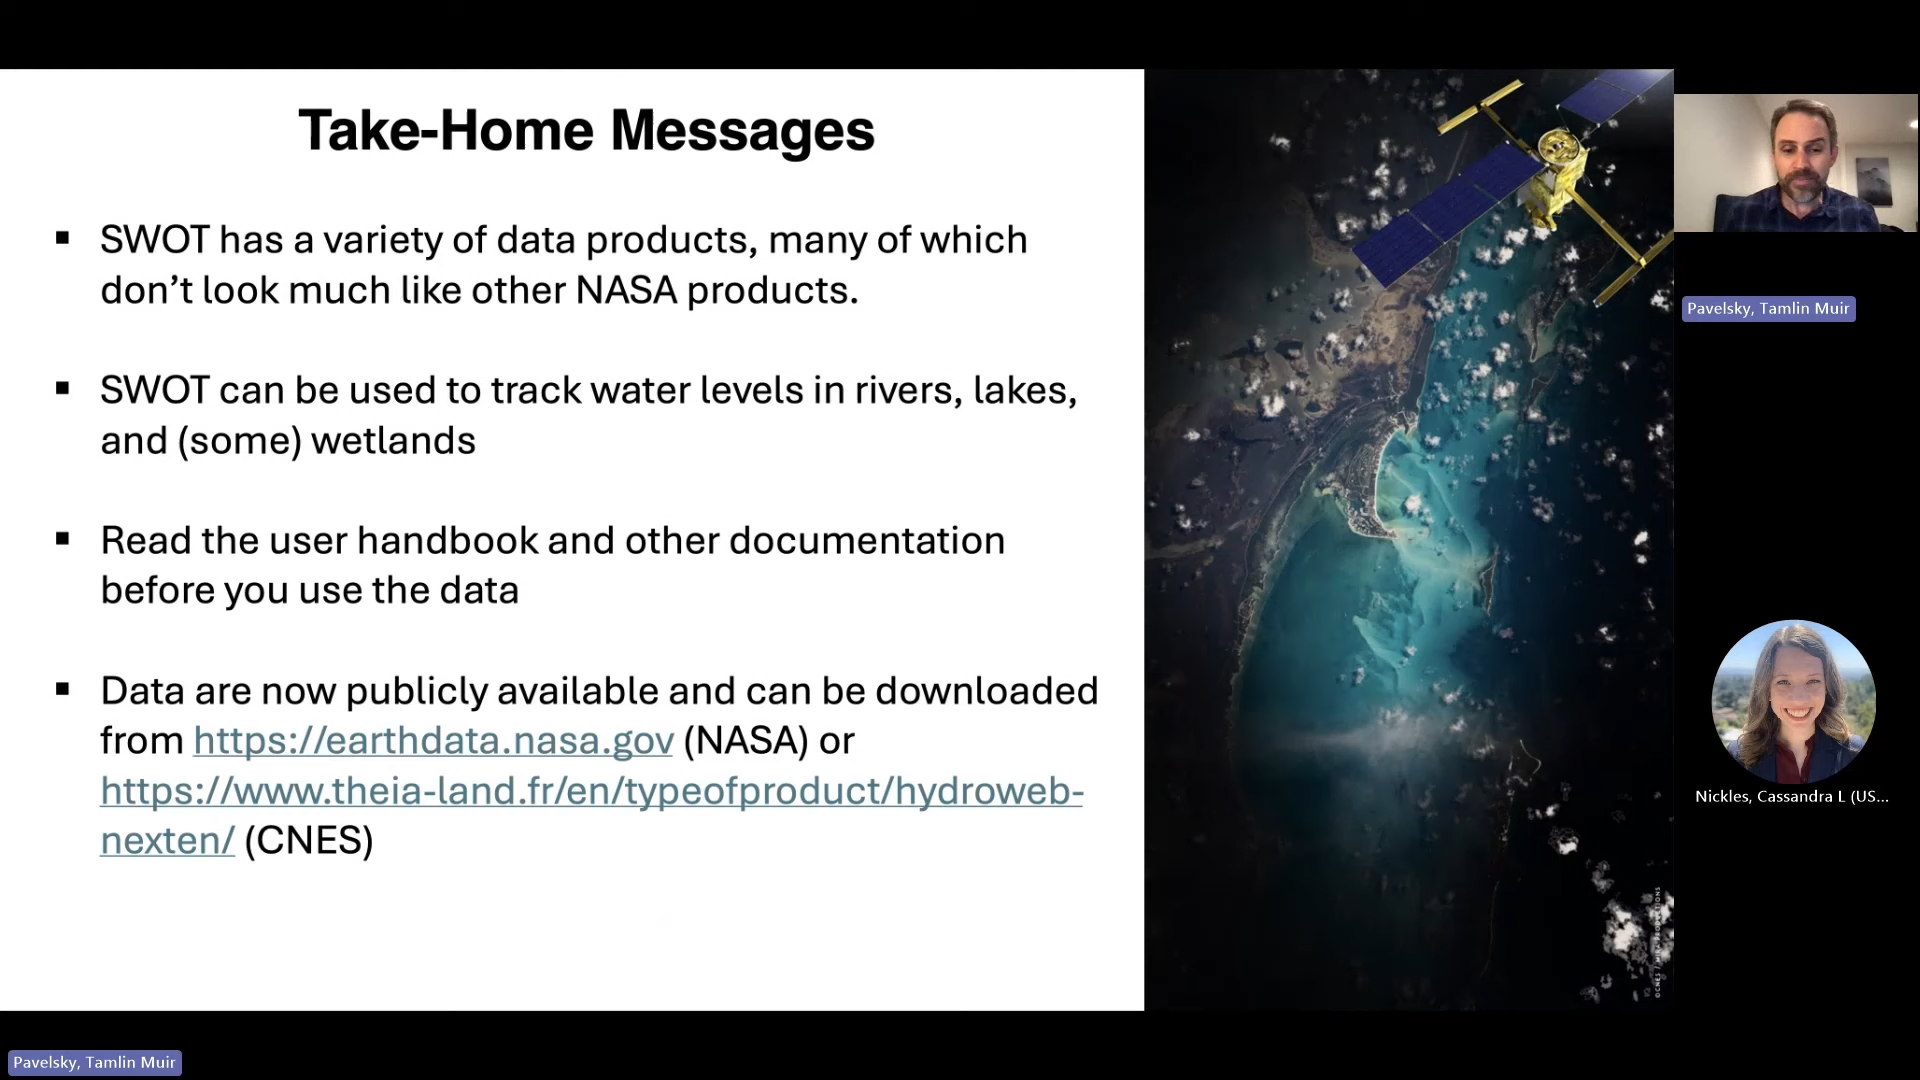 Take-Home Messages
▪ SWOT has a variety of data products, many of which
don’t look much like other NASA products.
▪ SWOT can be used to track water levels in rivers, lakes,
and (some) wetlands
▪ Read the user handbook and other documentation
before you use the data
▪ Data are now publicly available and can be downloaded
from https://earthdata.nasa.gov (NASA) or
https://www.theia-land.fr/en/typeofproduct/hydroweb-
nexten/ (CNES)
Pavelsky, Tamlin Muir
Nickles, Cassandra L (US...
Pavelsky, Tamlin Muir